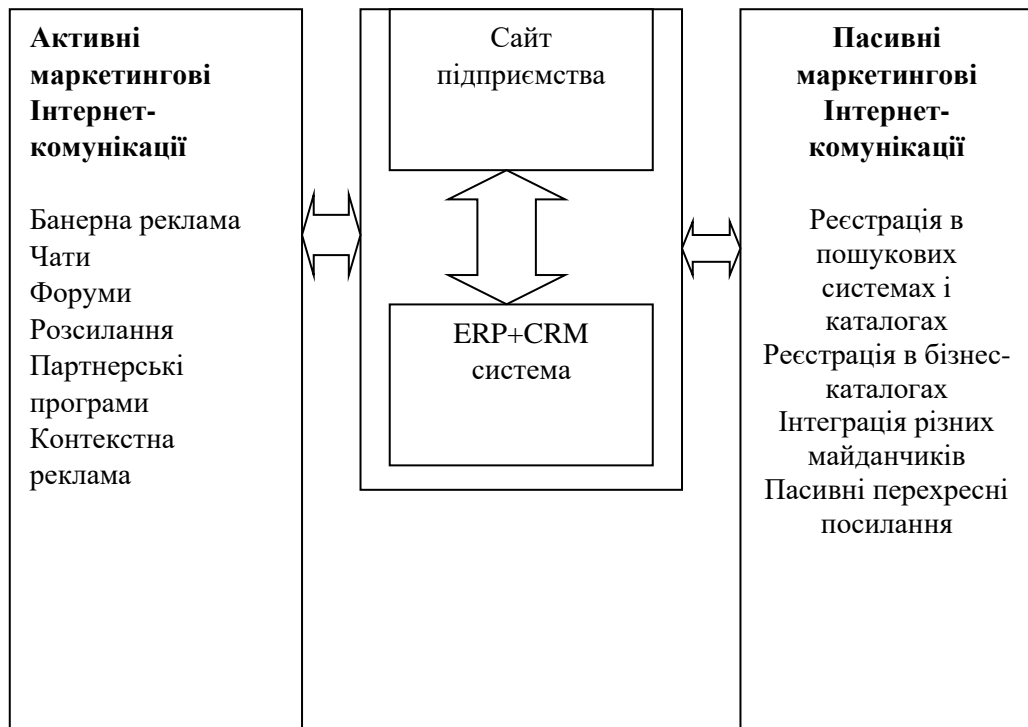 Активні
маркетингові
Інтернет-
комунікації
Банерна реклама
Чати
Форуми
Розсилання
Партнерські
програми
Контекстна
реклама
Сайт
підприємства
ERP+CRM
система
Пасивні
маркетингові
Інтернет-
комунікації
Реєстрація в
пошукових
системах і
каталогах
Реєстрація в бізнес-
каталогах
Інтеграція різних
майданчиків
Пасивні перехресні
посилання